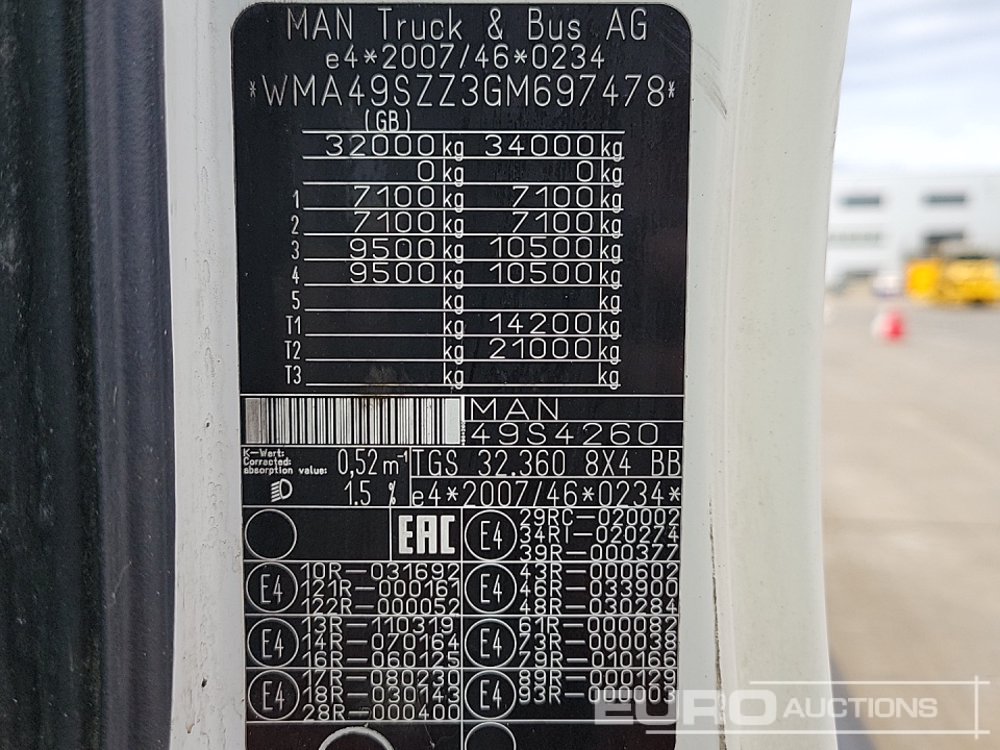 MAN Truck & Bus AG
e4*2007/46*0234
*WMA49SZZ3GM697478*
(GB)
32000 kg 34000 kg
0 kg 0 kg
1 7100 kg 7100 kg
2 7100 kg 7100 kg
3 9500 kg 10500 kg
4 9500 kg 10500 kg
5 kg kg
T1 kg 14200 kg
T2 kg 21000 kg
T3 kg kg
MAN
49S4260
K-Wert:
Corrected
absorption value: 0,52 m⁻¹
TGS 32.360 8X4 BB
1.5 %
e4*2007/46*0234*
EAC
E4
29RC-020002
34RI-020274
39R-000377
E4
10R-031692
121R-000161
122R-000052
E4
43R-000602
46R-033900
48R-030284
E4
13R-110319
14R-070164
16R-060125
E4
61R-000082
73R-000038
79R-010166
E4
17R-080230
18R-030143
28R-000400
E4
89R-000129
93R-000003
EURO AUCTIONS